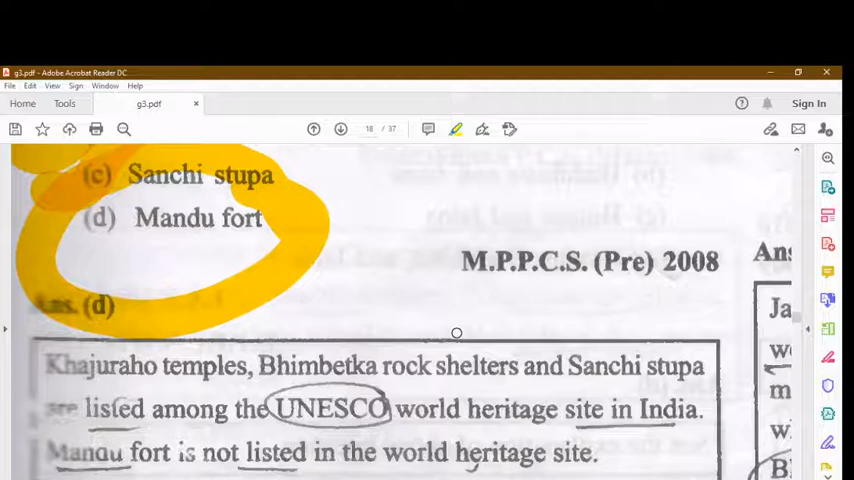 g3.pdf - Adobe Acrobat Reader DC
File Edit View Sign Window Help
Home Tools g3.pdf × Sign In
18 / 37
(c) Sanchi stupa
(d) Mandu fort
M.P.P.C.S. (Pre) 2008
Ans. (d)
Khajuraho temples, Bhimbetka rock shelters and Sanchi stupa
are listed among the UNESCO world heritage site in India.
Mandu fort is not listed in the world heritage site.
Ans
Ja
m
B